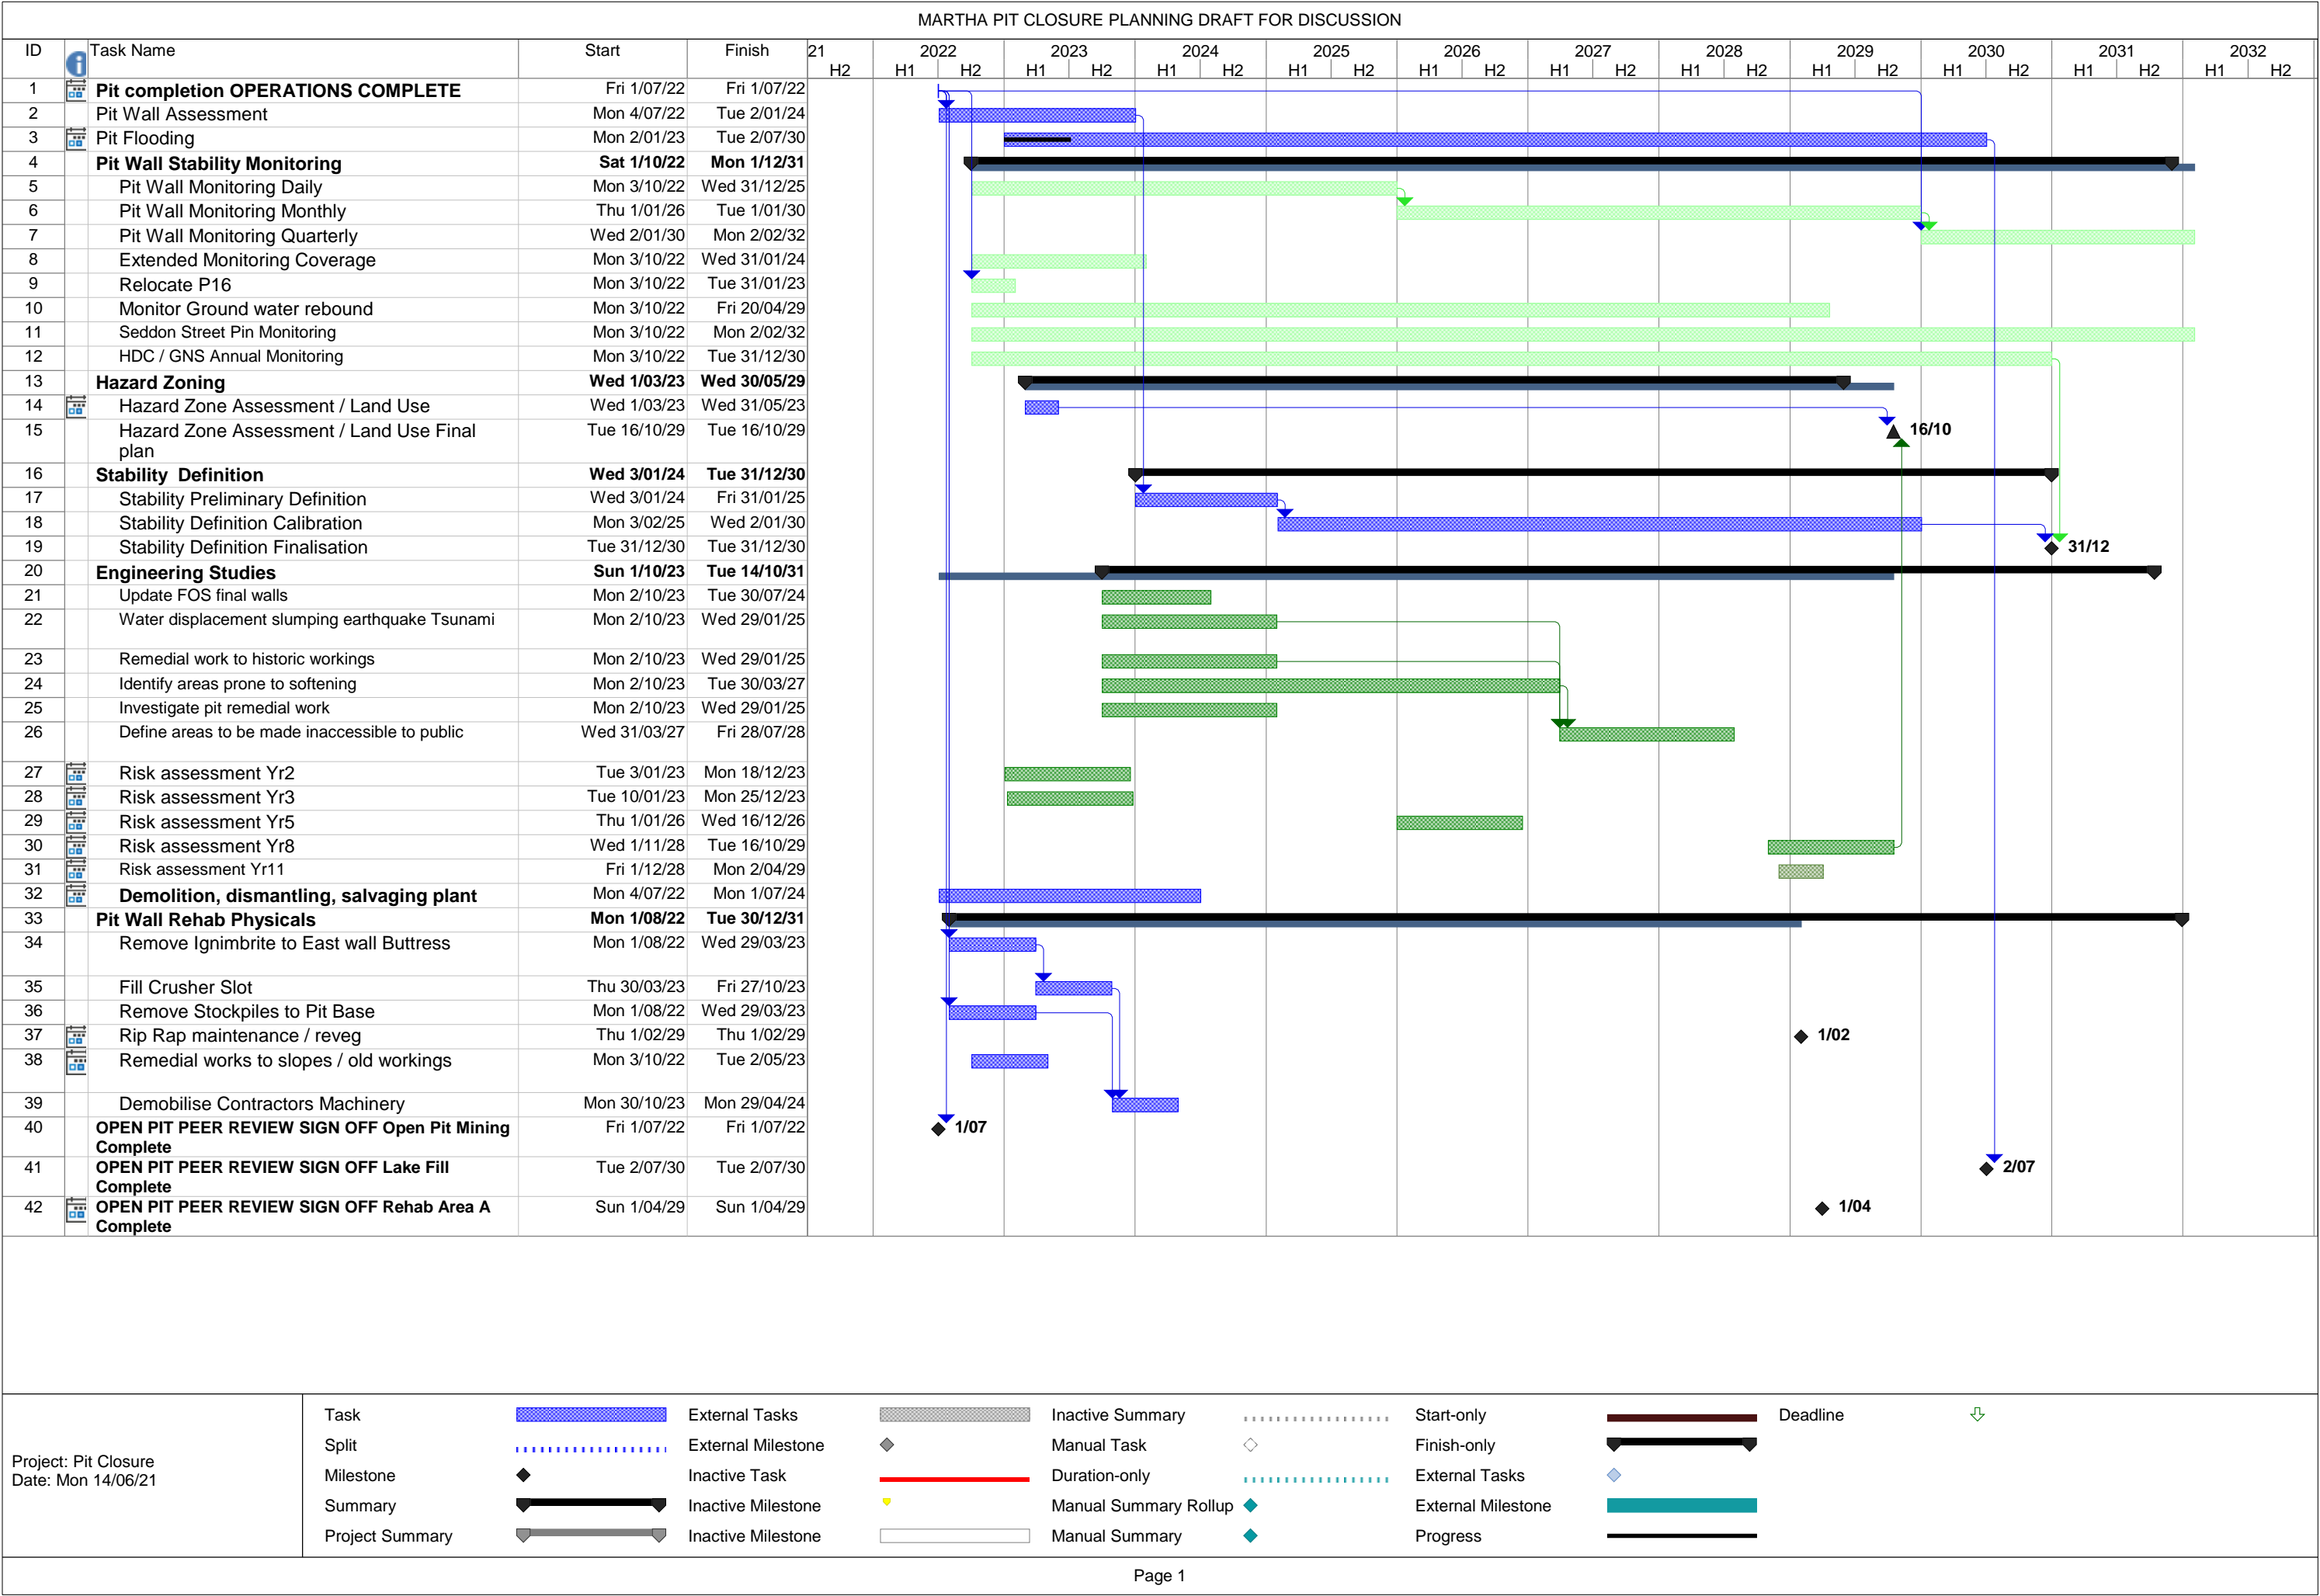 MARTHA PIT CLOSURE PLANNING DRAFT FOR DISCUSSION
ID Task Name Start Finish 21 2022 2023 2024 2025 2026 2027 2028 2029 2030 2031 2032
H2 H1 H2 H1 H2 H1 H2 H1 H2 H1 H2 H1 H2 H1 H2 H1 H2 H1 H2 H1 H2 H1 H2
1 Pit completion OPERATIONS COMPLETE Fri 1/07/22 Fri 1/07/22
2 Pit Wall Assessment Mon 4/07/22 Tue 2/01/24
3 Pit Flooding Mon 2/01/23 Tue 2/07/30
4 Pit Wall Stability Monitoring Sat 1/10/22 Mon 1/12/31
5 Pit Wall Monitoring Daily Mon 3/10/22 Wed 31/12/25
6 Pit Wall Monitoring Monthly Thu 1/01/26 Tue 1/01/30
7 Pit Wall Monitoring Quarterly Wed 2/01/30 Mon 2/02/32
8 Extended Monitoring Coverage Mon 3/10/22 Wed 31/01/24
9 Relocate P16 Mon 3/10/22 Tue 31/01/23
10 Monitor Ground water rebound Mon 3/10/22 Fri 20/04/29
11 Seddon Street Pin Monitoring Mon 3/10/22 Mon 2/02/32
12 HDC / GNS Annual Monitoring Mon 3/10/22 Tue 31/12/30
13 Hazard Zoning Wed 1/03/23 Wed 30/05/29
14 Hazard Zone Assessment / Land Use Wed 1/03/23 Wed 31/05/23
15 Hazard Zone Assessment / Land Use Final Tue 16/10/29 Tue 16/10/29 16/10
plan
16 Stability  Definition Wed 3/01/24 Tue 31/12/30
17 Stability Preliminary Definition Wed 3/01/24 Fri 31/01/25
18 Stability Definition Calibration Mon 3/02/25 Wed 2/01/30
19 Stability Definition Finalisation Tue 31/12/30 Tue 31/12/30 31/12
20 Engineering Studies Sun 1/10/23 Tue 14/10/31
21 Update FOS final walls Mon 2/10/23 Tue 30/07/24
22 Water displacement slumping earthquake Tsunami Mon 2/10/23 Wed 29/01/25
23 Remedial work to historic workings Mon 2/10/23 Wed 29/01/25
24 Identify areas prone to softening Mon 2/10/23 Tue 30/03/27
25 Investigate pit remedial work Mon 2/10/23 Wed 29/01/25
26 Define areas to be made inaccessible to public Wed 31/03/27 Fri 28/07/28
27 Risk assessment Yr2 Tue 3/01/23 Mon 18/12/23
28 Risk assessment Yr3 Tue 10/01/23 Mon 25/12/23
29 Risk assessment Yr5 Thu 1/01/26 Wed 16/12/26
30 Risk assessment Yr8 Wed 1/11/28 Tue 16/10/29
31 Risk assessment Yr11 Fri 1/12/28 Mon 2/04/29
32 Demolition, dismantling, salvaging plant Mon 4/07/22 Mon 1/07/24
33 Pit Wall Rehab Physicals Mon 1/08/22 Tue 30/12/31
34 Remove Ignimbrite to East wall Buttress Mon 1/08/22 Wed 29/03/23
35 Fill Crusher Slot Thu 30/03/23 Fri 27/10/23
36 Remove Stockpiles to Pit Base Mon 1/08/22 Wed 29/03/23
37 Rip Rap maintenance / reveg Thu 1/02/29 Thu 1/02/29 1/02
38 Remedial works to slopes / old workings Mon 3/10/22 Tue 2/05/23
39 Demobilise Contractors Machinery Mon 30/10/23 Mon 29/04/24
40 OPEN PIT PEER REVIEW SIGN OFF Open Pit Mining Fri 1/07/22 Fri 1/07/22 1/07
Complete
41 OPEN PIT PEER REVIEW SIGN OFF Lake Fill Tue 2/07/30 Tue 2/07/30 2/07
Complete
42 OPEN PIT PEER REVIEW SIGN OFF Rehab Area A Sun 1/04/29 Sun 1/04/29 1/04
Complete
Project: Pit Closure
Date: Mon 14/06/21
Task External Tasks Inactive Summary Start-only Deadline
Split External Milestone Manual Task Finish-only
Milestone Inactive Task Duration-only External Tasks
Summary Inactive Milestone Manual Summary Rollup External Milestone
Project Summary Inactive Milestone Manual Summary Progress
Page 1